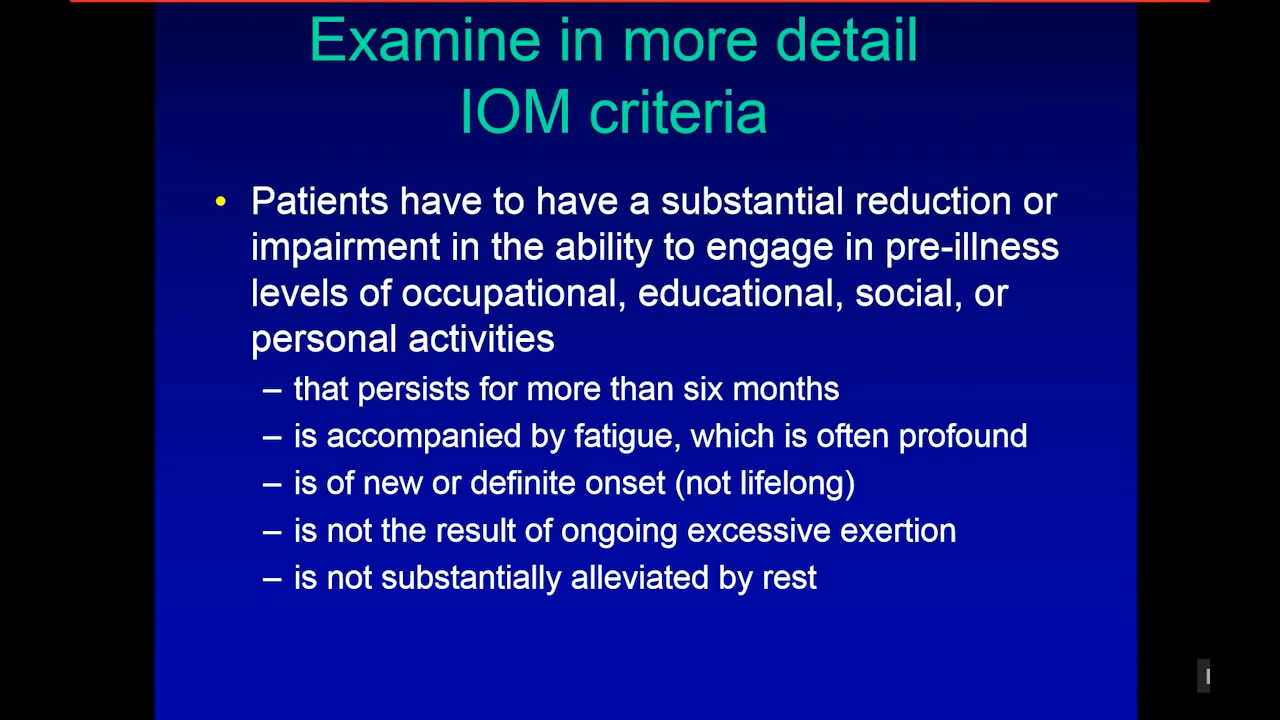 Examine in more detail
IOM criteria
• Patients have to have a substantial reduction or
impairment in the ability to engage in pre-illness
levels of occupational, educational, social, or
personal activities
– that persists for more than six months
– is accompanied by fatigue, which is often profound
– is of new or definite onset (not lifelong)
– is not the result of ongoing excessive exertion
– is not substantially alleviated by rest